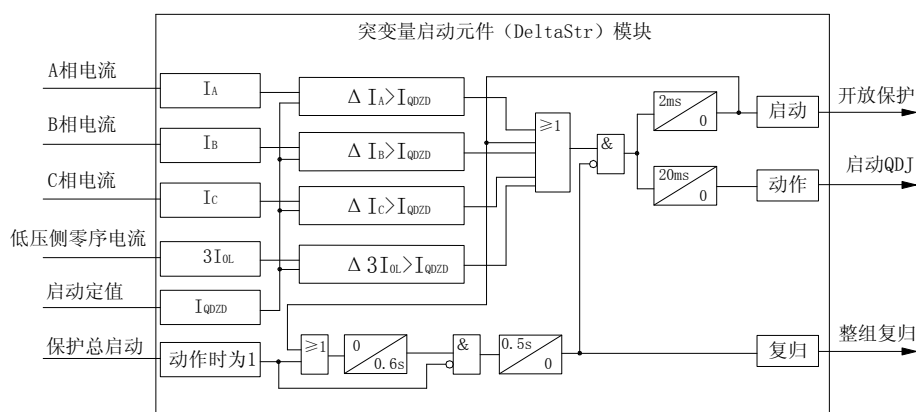 突变量启动元件（DeltaStr）模块
A相电流
IA
ΔIA>IQDZD
2ms
0
启动
开放保护
B相电流
IB
ΔIB>IQDZD
≥1
&
C相电流
IC
ΔIC>IQDZD
20ms
0
动作
启动QDJ
低压侧零序电流
3I0L
Δ3I0L>IQDZD
启动定值
IQDZD
保护总启动
动作时为1
≥1
0
0.6s
&
0.5s
0
复归
整组复归